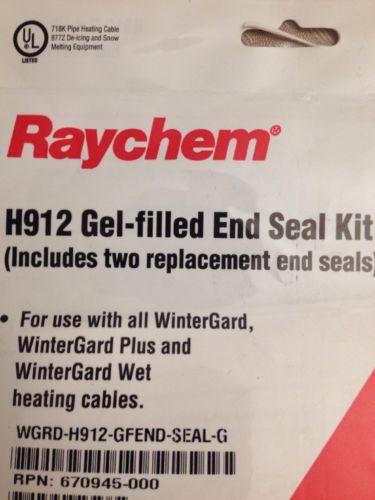 UL
LISTED
718K Pipe Heating Cable
877Z De-icing and Snow
Melting Equipment
Raychem®
H912 Gel-filled End Seal Kit
(Includes two replacement end seals)
• For use with all WinterGard,
WinterGard Plus and
WinterGard Wet
heating cables.
WGRD-H912-GFEND-SEAL-G
RPN: 670945-000